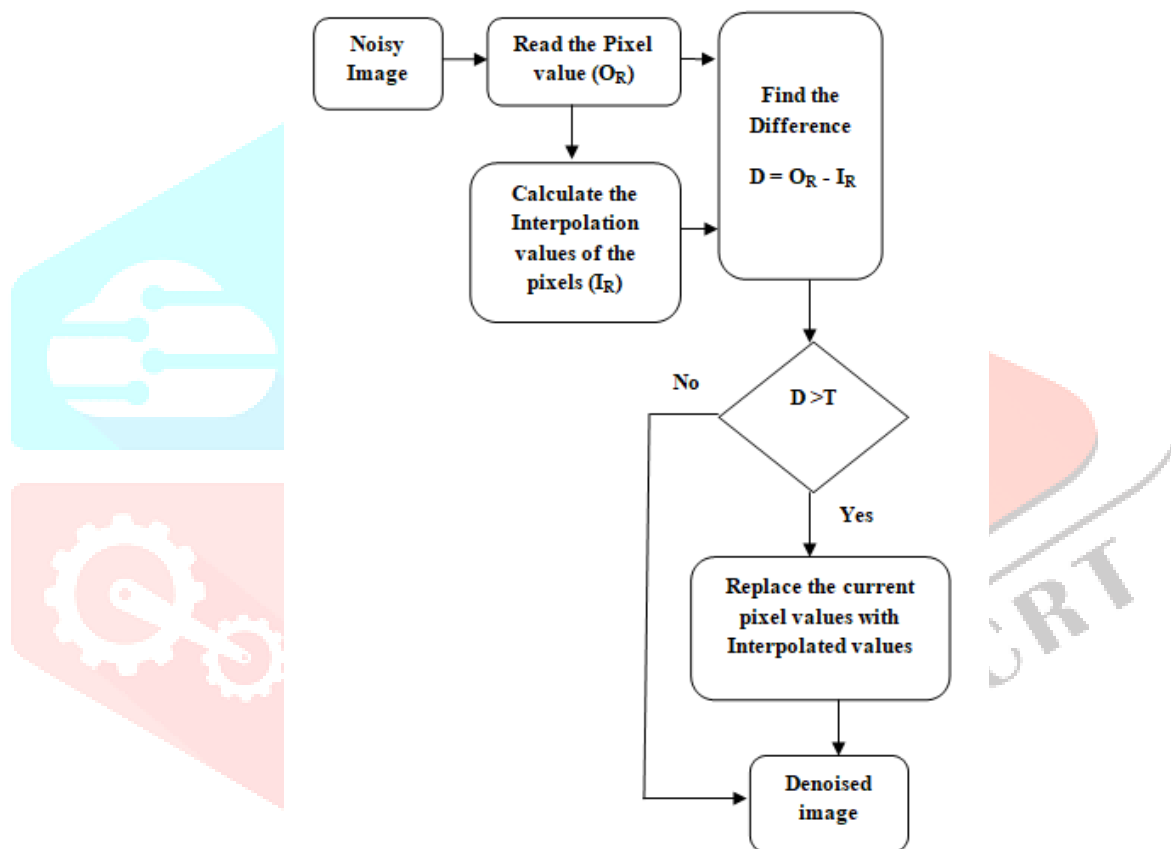 Noisy
Image
Read the Pixel
value (OR)
Find the
Difference
D = OR - IR
Calculate the
Interpolation
values of the
pixels (IR)
D >T
No
Yes
Replace the current
pixel values with
Interpolated values
Denoised
image
CRT